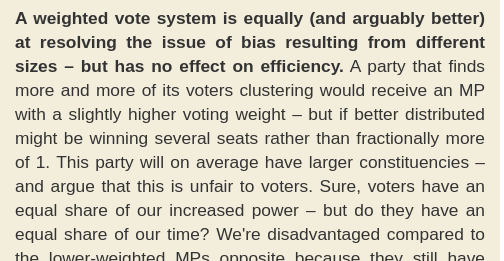 A weighted vote system is equally (and arguably better)
at resolving the issue of bias resulting from different
sizes – but has no effect on efficiency. A party that finds
more and more of its voters clustering would receive an MP
with a slightly higher voting weight – but if better distributed
might be winning several seats rather than fractionally more
of 1. This party will on average have larger constituencies –
and argue that this is unfair to voters. Sure, voters have an
equal share of our increased power – but do they have an
equal share of our time? We're disadvantaged compared to
the lower-weighted MPs opposite because they still have